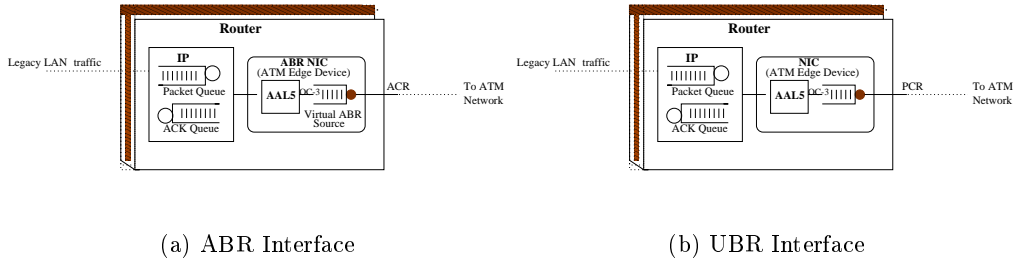 Router
IP
Legacy LAN traffic
Packet Queue
ACK Queue
ABR NIC
(ATM Edge Device)
AAL5
OC-3
Virtual ABR
Source
ACR
To ATM
Network
(a) ABR Interface
Router
IP
Legacy LAN traffic
Packet Queue
ACK Queue
NIC
(ATM Edge Device)
AAL5
OC-3
PCR
To ATM
Network
(b) UBR Interface